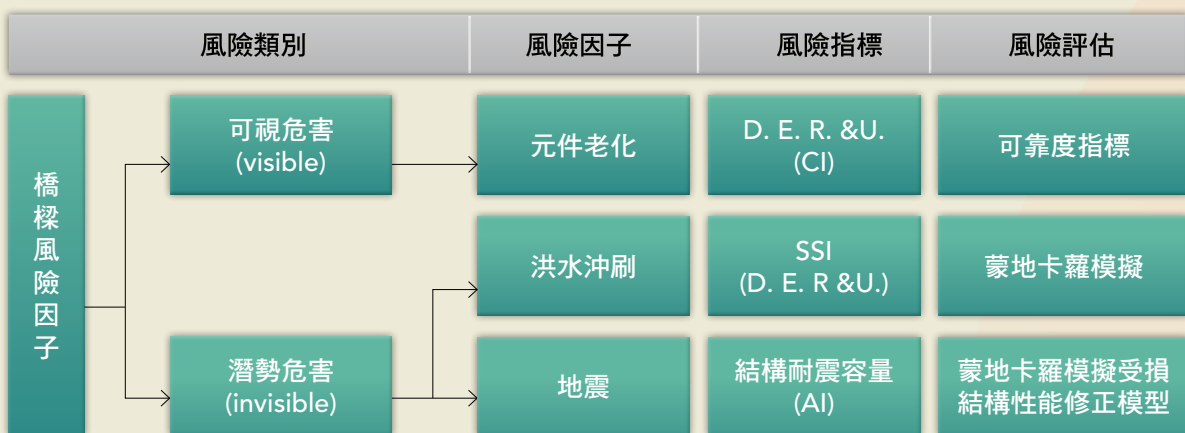 風險類別
風險因子
風險指標
風險評估
橋樑風險因子
可視危害
(visible)
元件老化
D. E. R. &U.
(CI)
可靠度指標
洪水沖刷
SSI
(D. E. R &U.)
蒙地卡蘿模擬
潛勢危害
(invisible)
地震
結構耐震容量
(AI)
蒙地卡羅模擬受損
結構性能修正模型